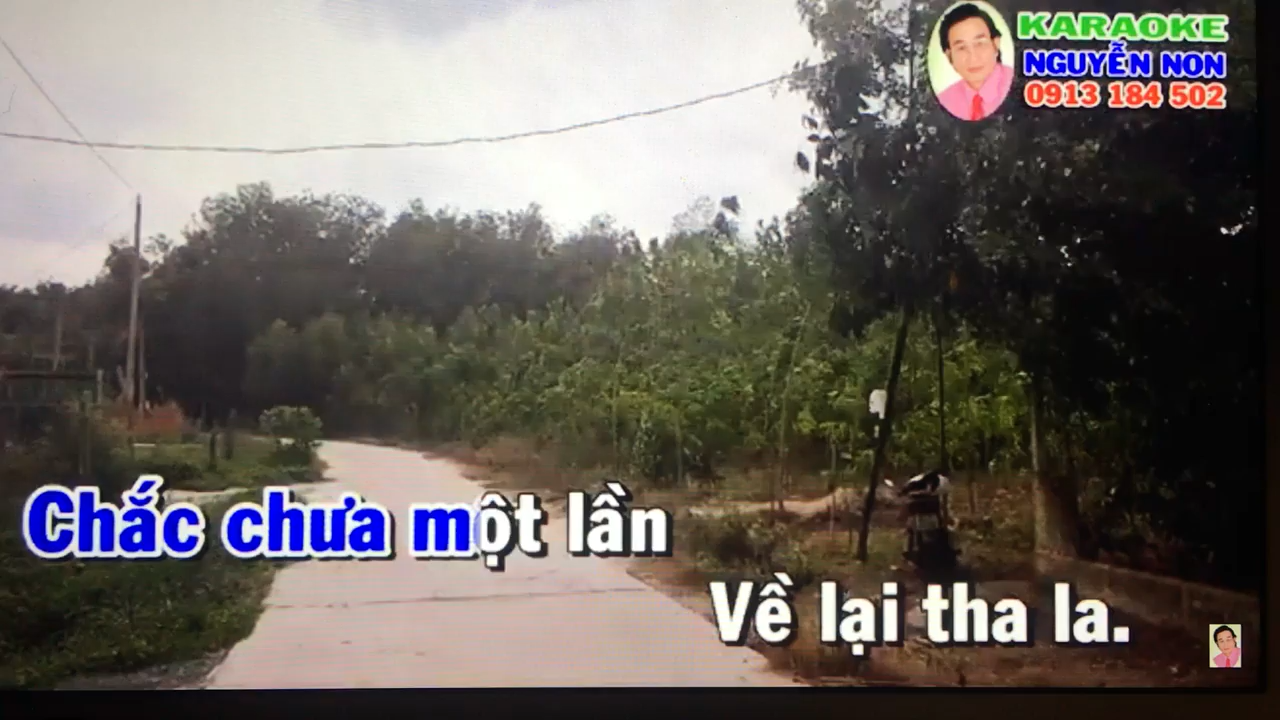 KARAOKE
NGUYỄN NON
0913 184 502
Chắc chưa một lần
Về lại tha la.